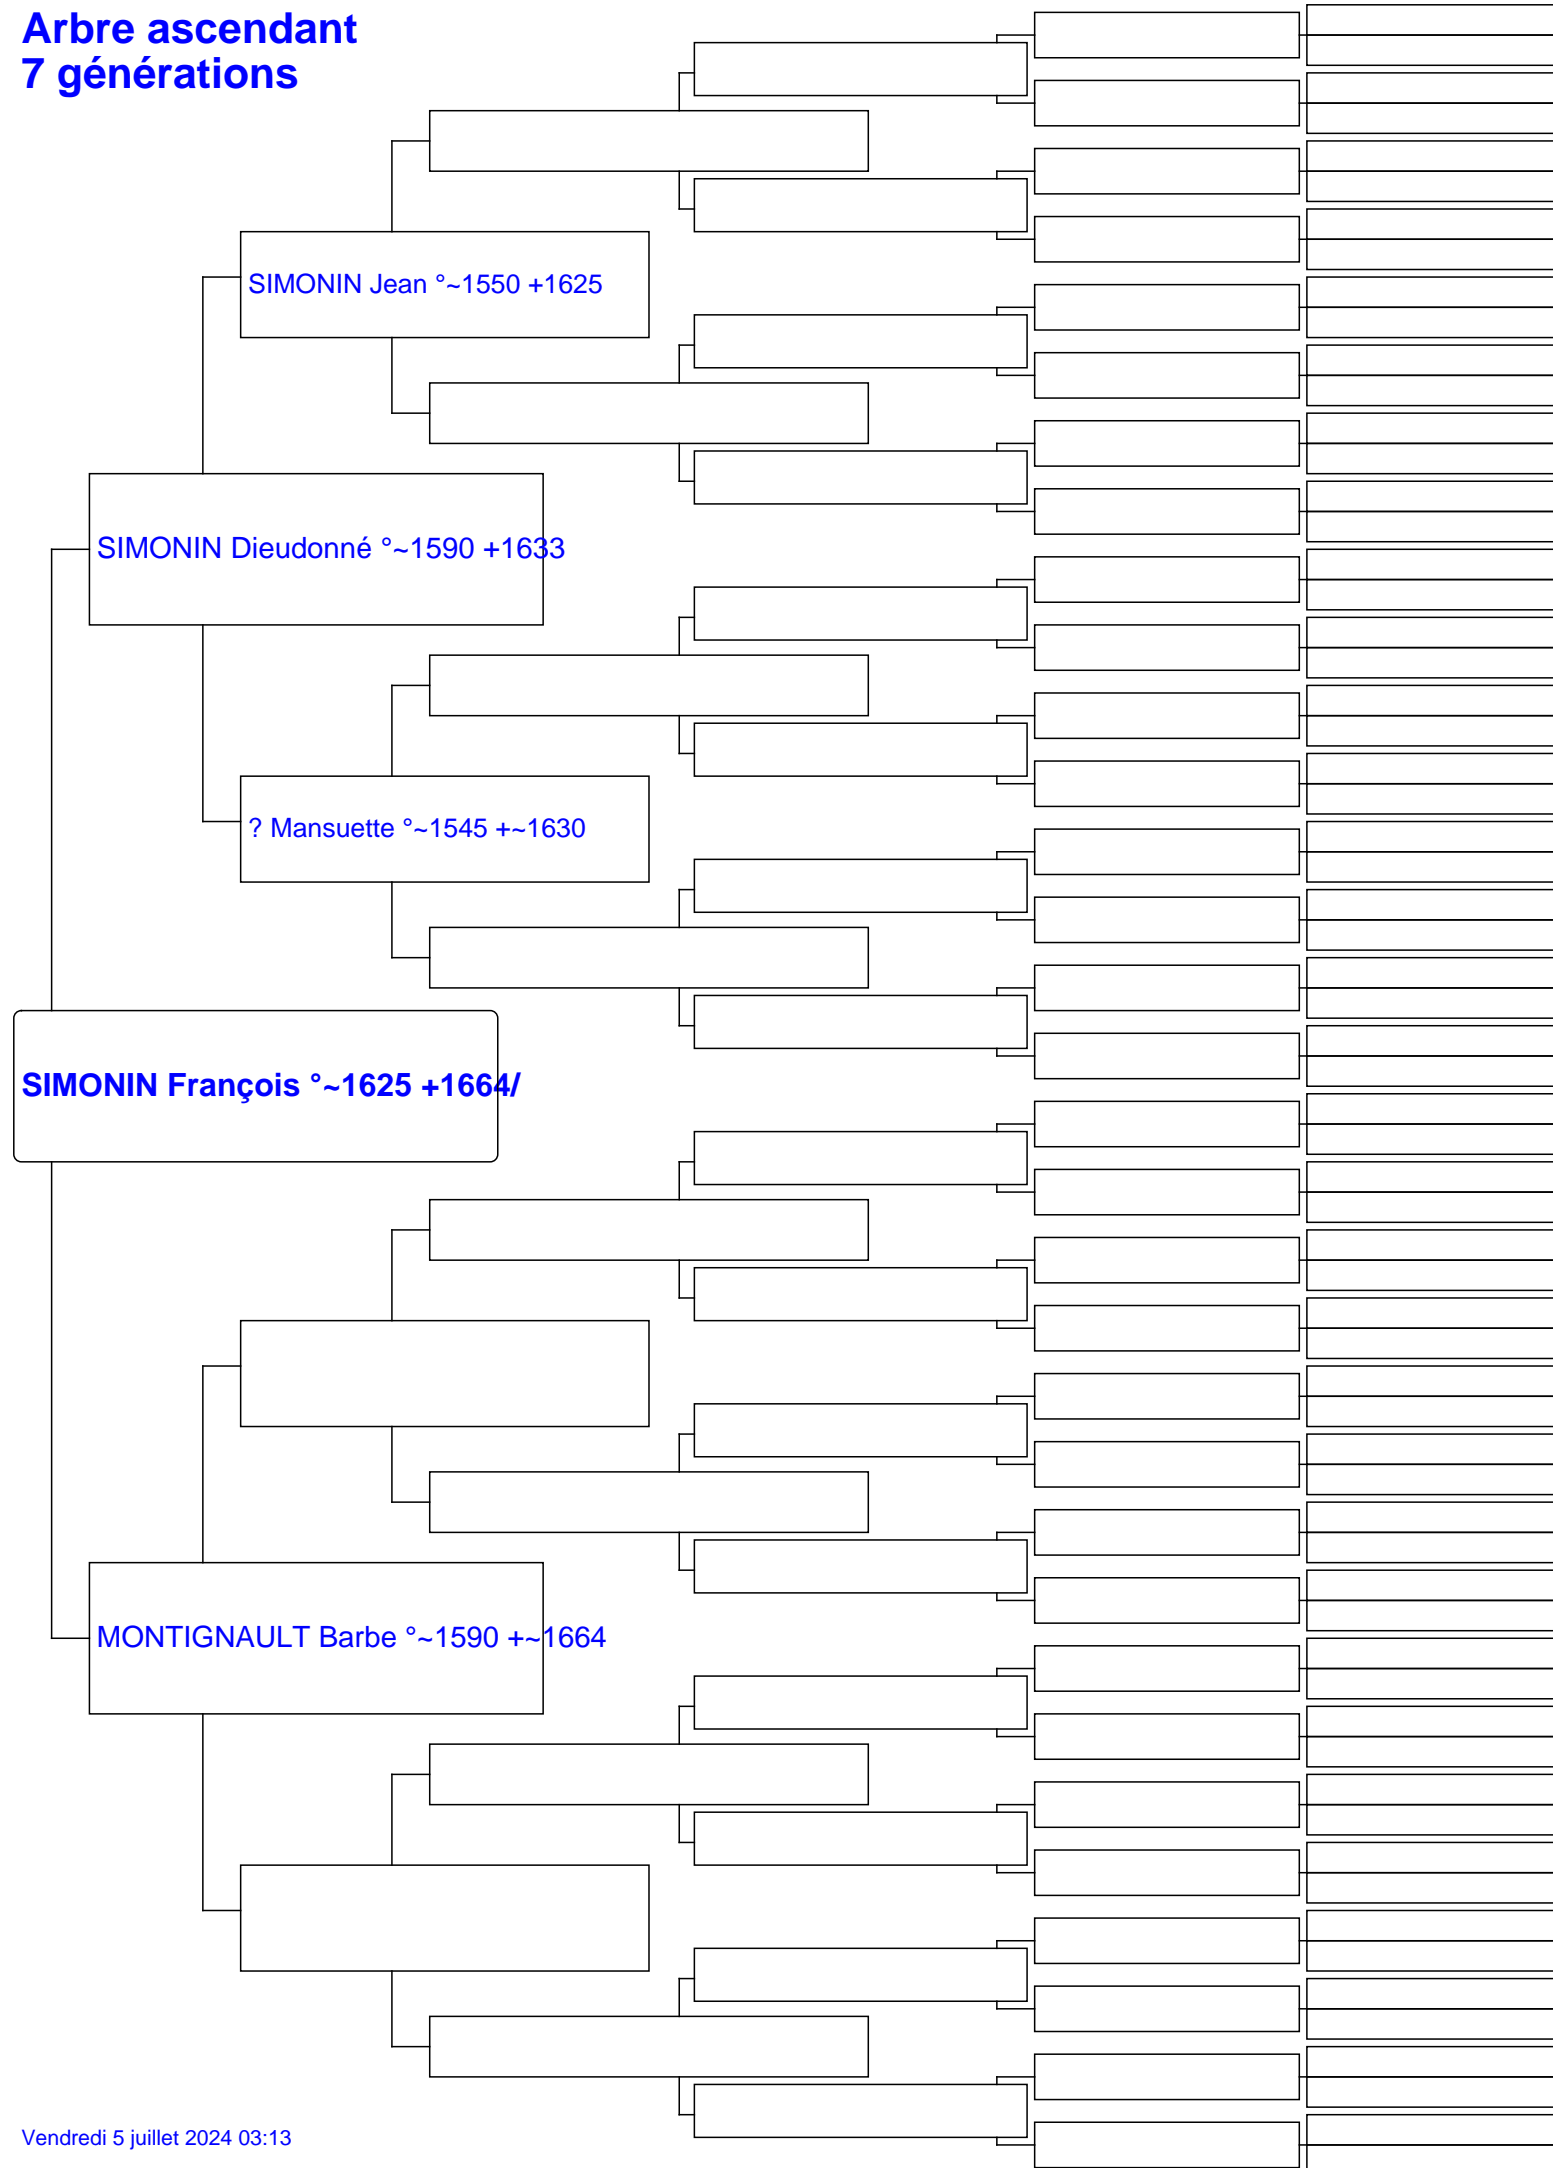 Arbre ascendant
7 générations
SIMONIN Jean °~1550 +1625
SIMONIN Dieudonné °~1590 +1633
? Mansuette °~1545 +~1630
SIMONIN François °~1625 +1664/
MONTIGNAULT Barbe °~1590 +~1664
Vendredi 5 juillet 2024 03:13